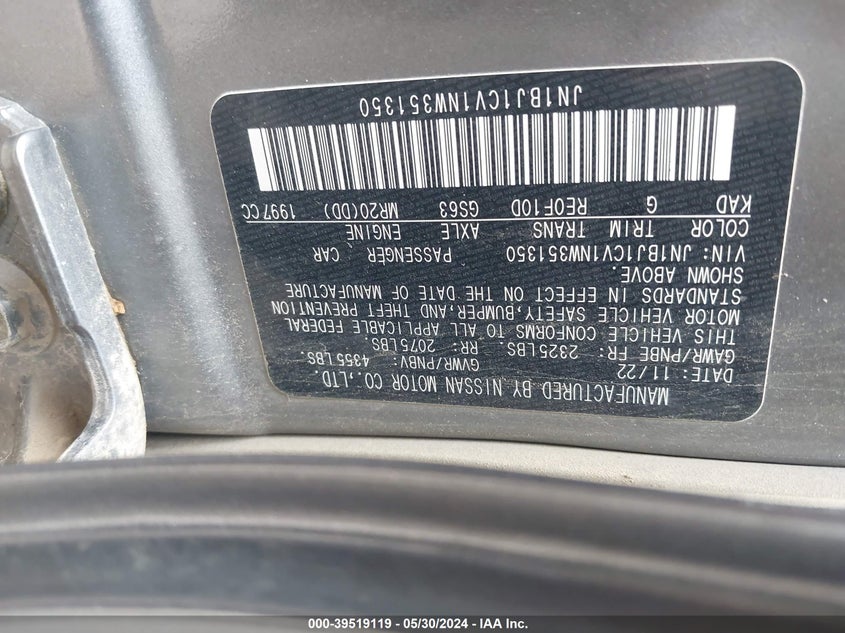 MANUFACTURED BY NISSAN MOTOR CO.,LTD.
DATE: 11/22 GVWR/PNBV: 4355LBS.
GAWR/PNBE FR: 2325LBS. RR: 2075LBS.
THIS VEHICLE CONFORMS TO ALL APPLICABLE FEDERAL
MOTOR VEHICLE SAFETY, BUMPER, AND THEFT PREVENTION
STANDARDS IN EFFECT ON THE DATE OF MANUFACTURE
SHOWN ABOVE.
VIN: JN1BJ1CV1NW351350 PASSENGER CAR
COLOR TRIM TRANS AXLE ENGINE
KAD G RE0F10D GS63 MR20(DD) 1997CC
JN1BJ1CV1NW351350
000-39519119 - 05/30/2024 - IAA Inc.